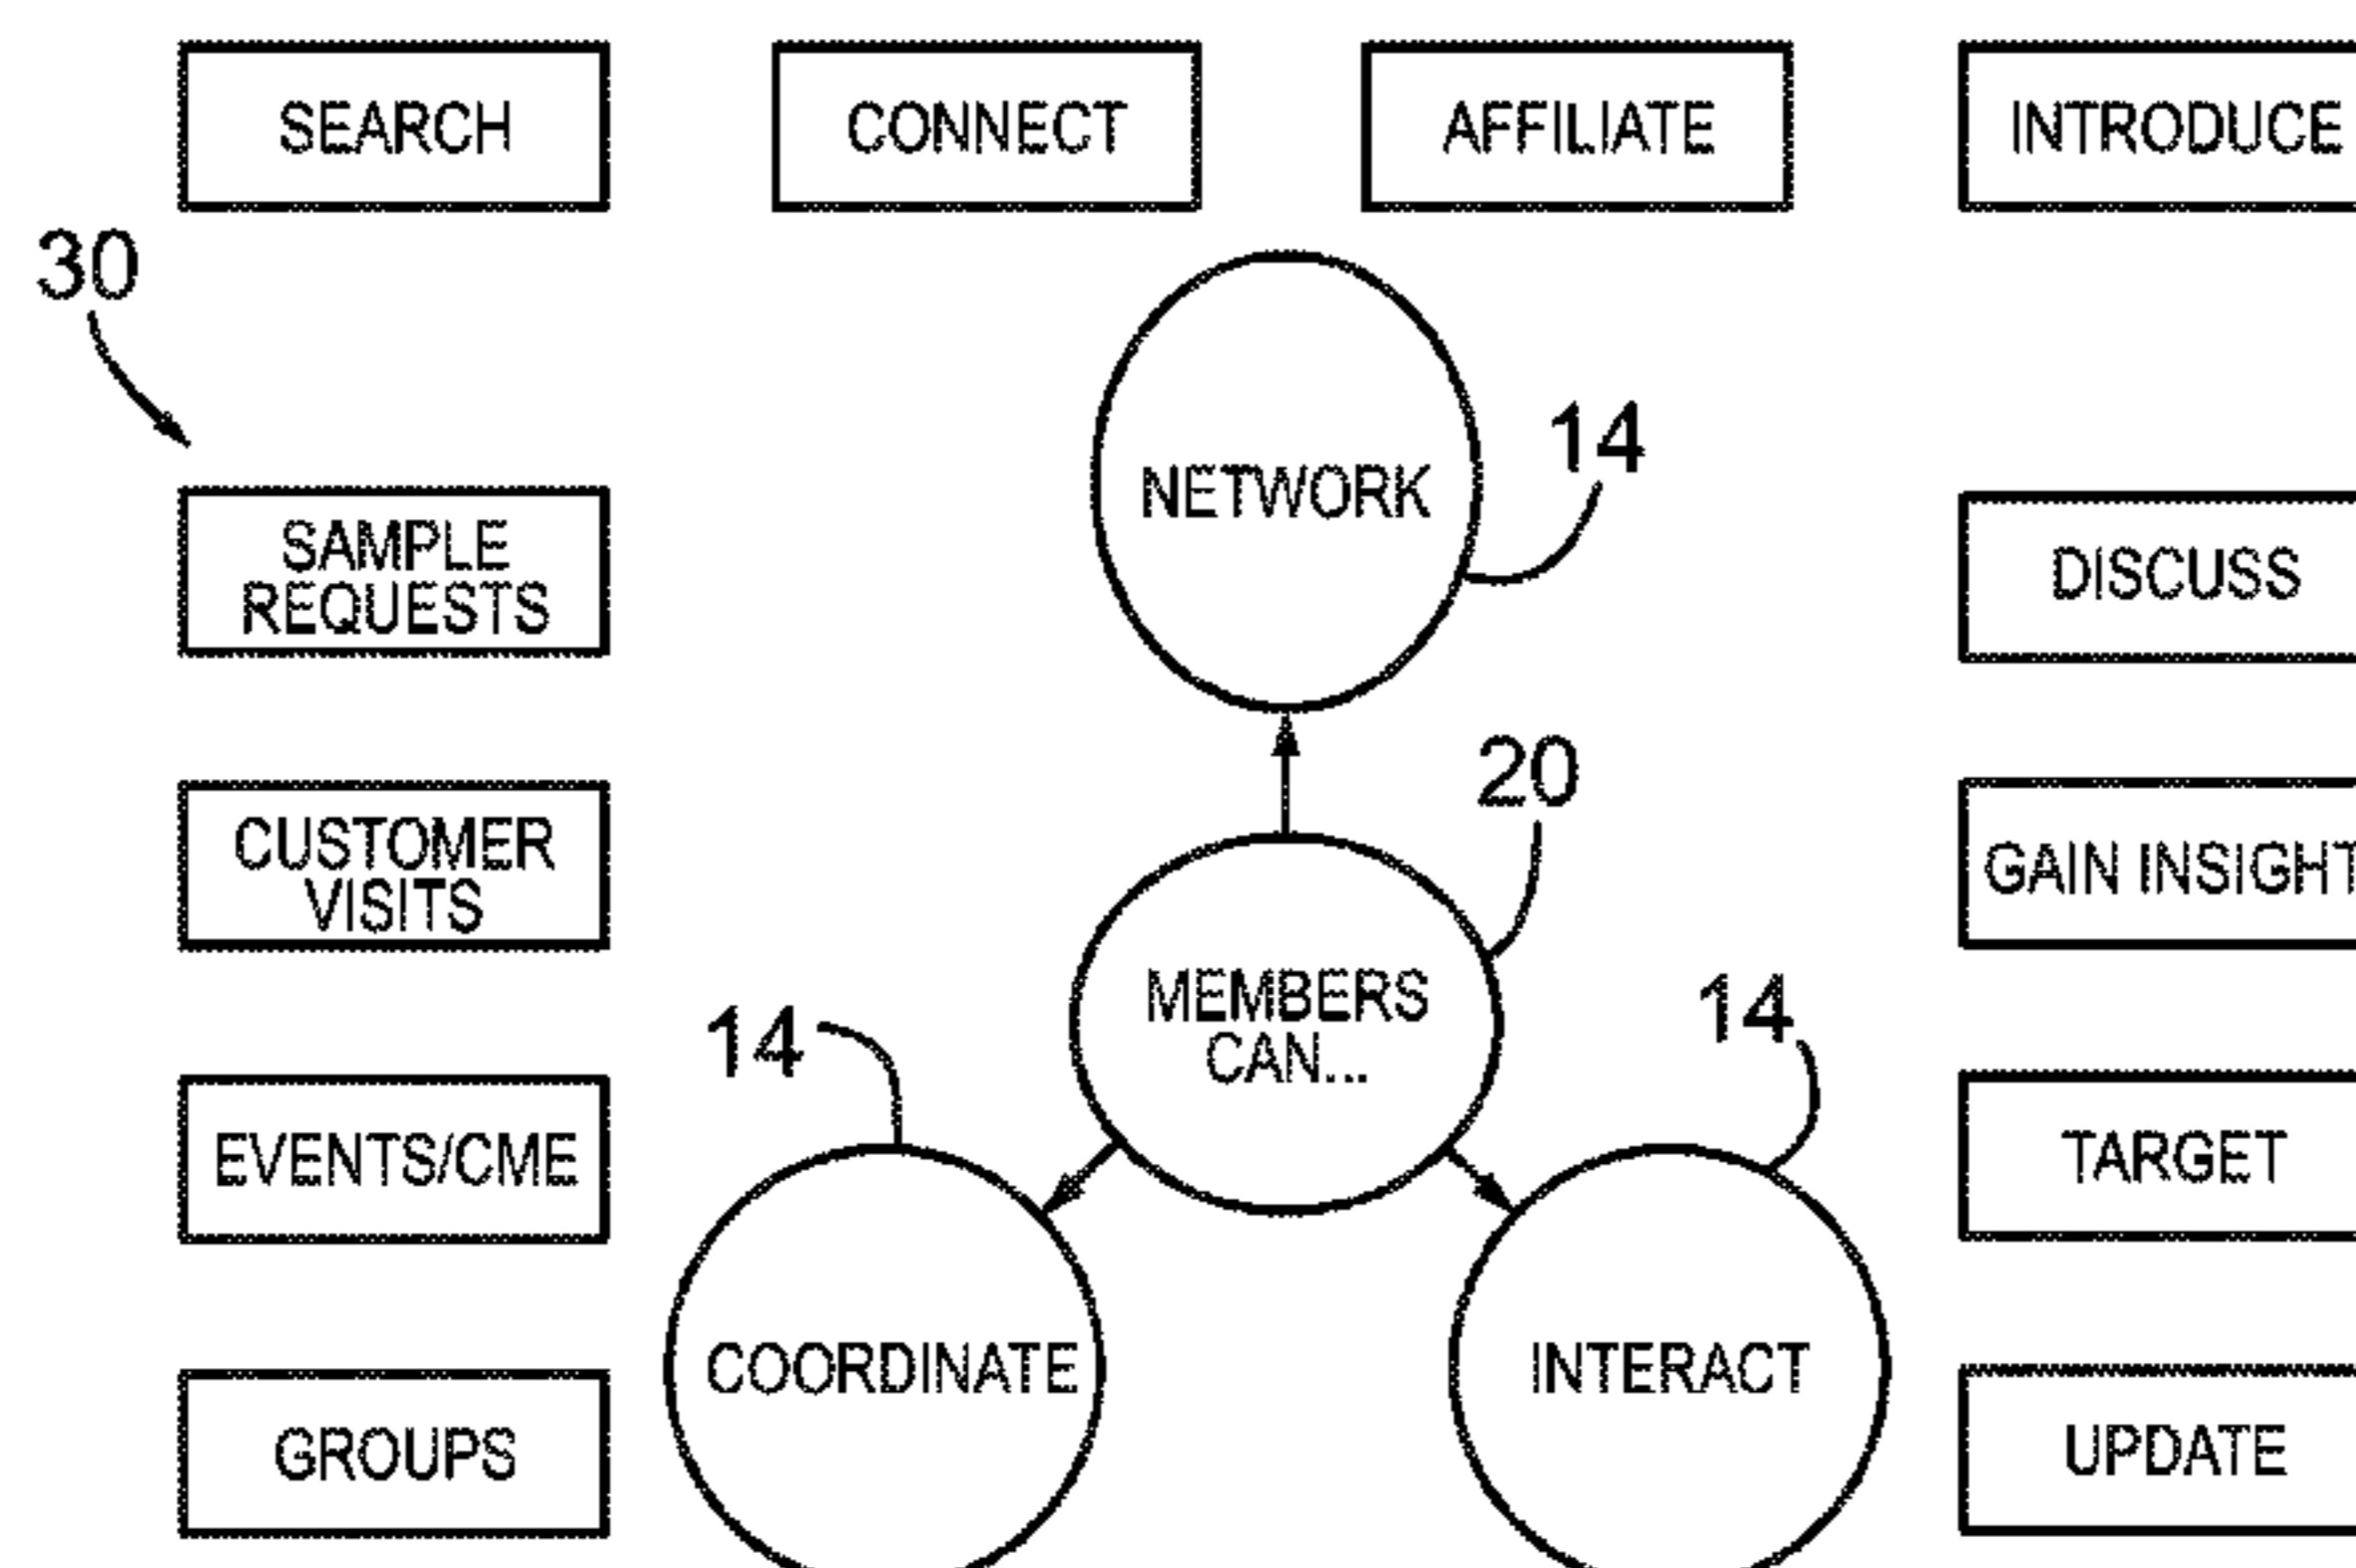 SEARCH
CONNECT
AFFILIATE
INTRODUCE
30
NETWORK
14
SAMPLE
REQUESTS
DISCUSS
20
CUSTOMER
VISITS
GAIN INSIGHT
MEMBERS
CAN...
14
14
EVENTS/CME
TARGET
COORDINATE
INTERACT
GROUPS
UPDATE